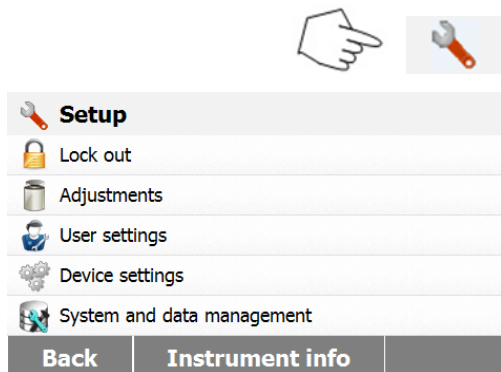 Setup
Lock out
Adjustments
User settings
Device settings
System and data management
Back Instrument info